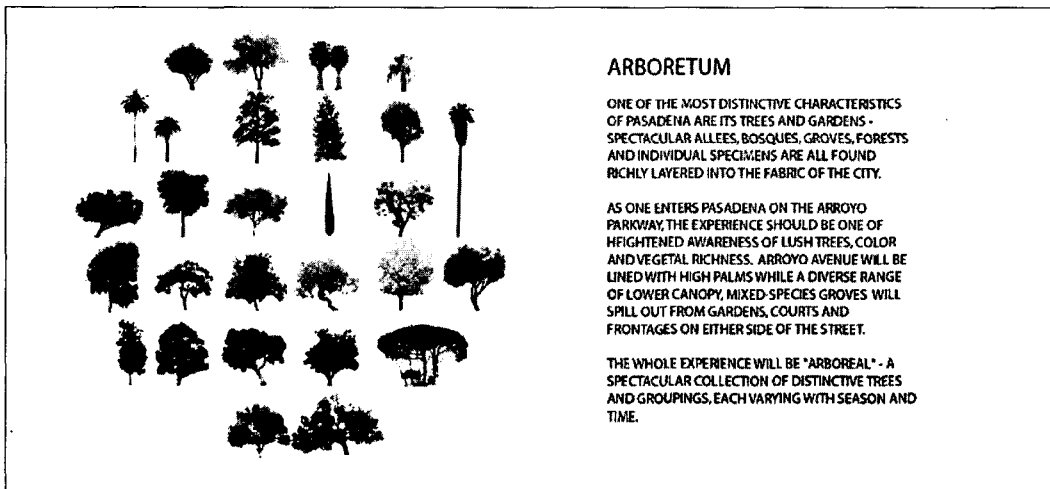 ARBORETUM
ONE OF THE MOST DISTINCTIVE CHARACTERISTICS
OF PASADENA ARE ITS TREES AND GARDENS -
SPECTACULAR ALLEES, BOSQUES, GROVES, FORESTS
AND INDIVIDUAL SPECIMENS ARE ALL FOUND
RICHLY LAYERED INTO THE FABRIC OF THE CITY.
AS ONE ENTERS PASADENA ON THE ARROYO
PARKWAY, THE EXPERIENCE SHOULD BE ONE OF
HEIGHTENED AWARENESS OF LUSH TREES, COLOR
AND VEGETAL RICHNESS. ARROYO AVENUE WILL BE
LINED WITH HIGH PALMS WHILE A DIVERSE RANGE
OF LOWER CANOPY, MIXED-SPECIES GROVES WILL
SPILL OUT FROM GARDENS, COURTS AND
FRONTAGES ON EITHER SIDE OF THE STREET.
THE WHOLE EXPERIENCE WILL BE "ARBOREAL" - A
SPECTACULAR COLLECTION OF DISTINCTIVE TREES
AND GROUPINGS, EACH VARYING WITH SEASON AND
TIME.